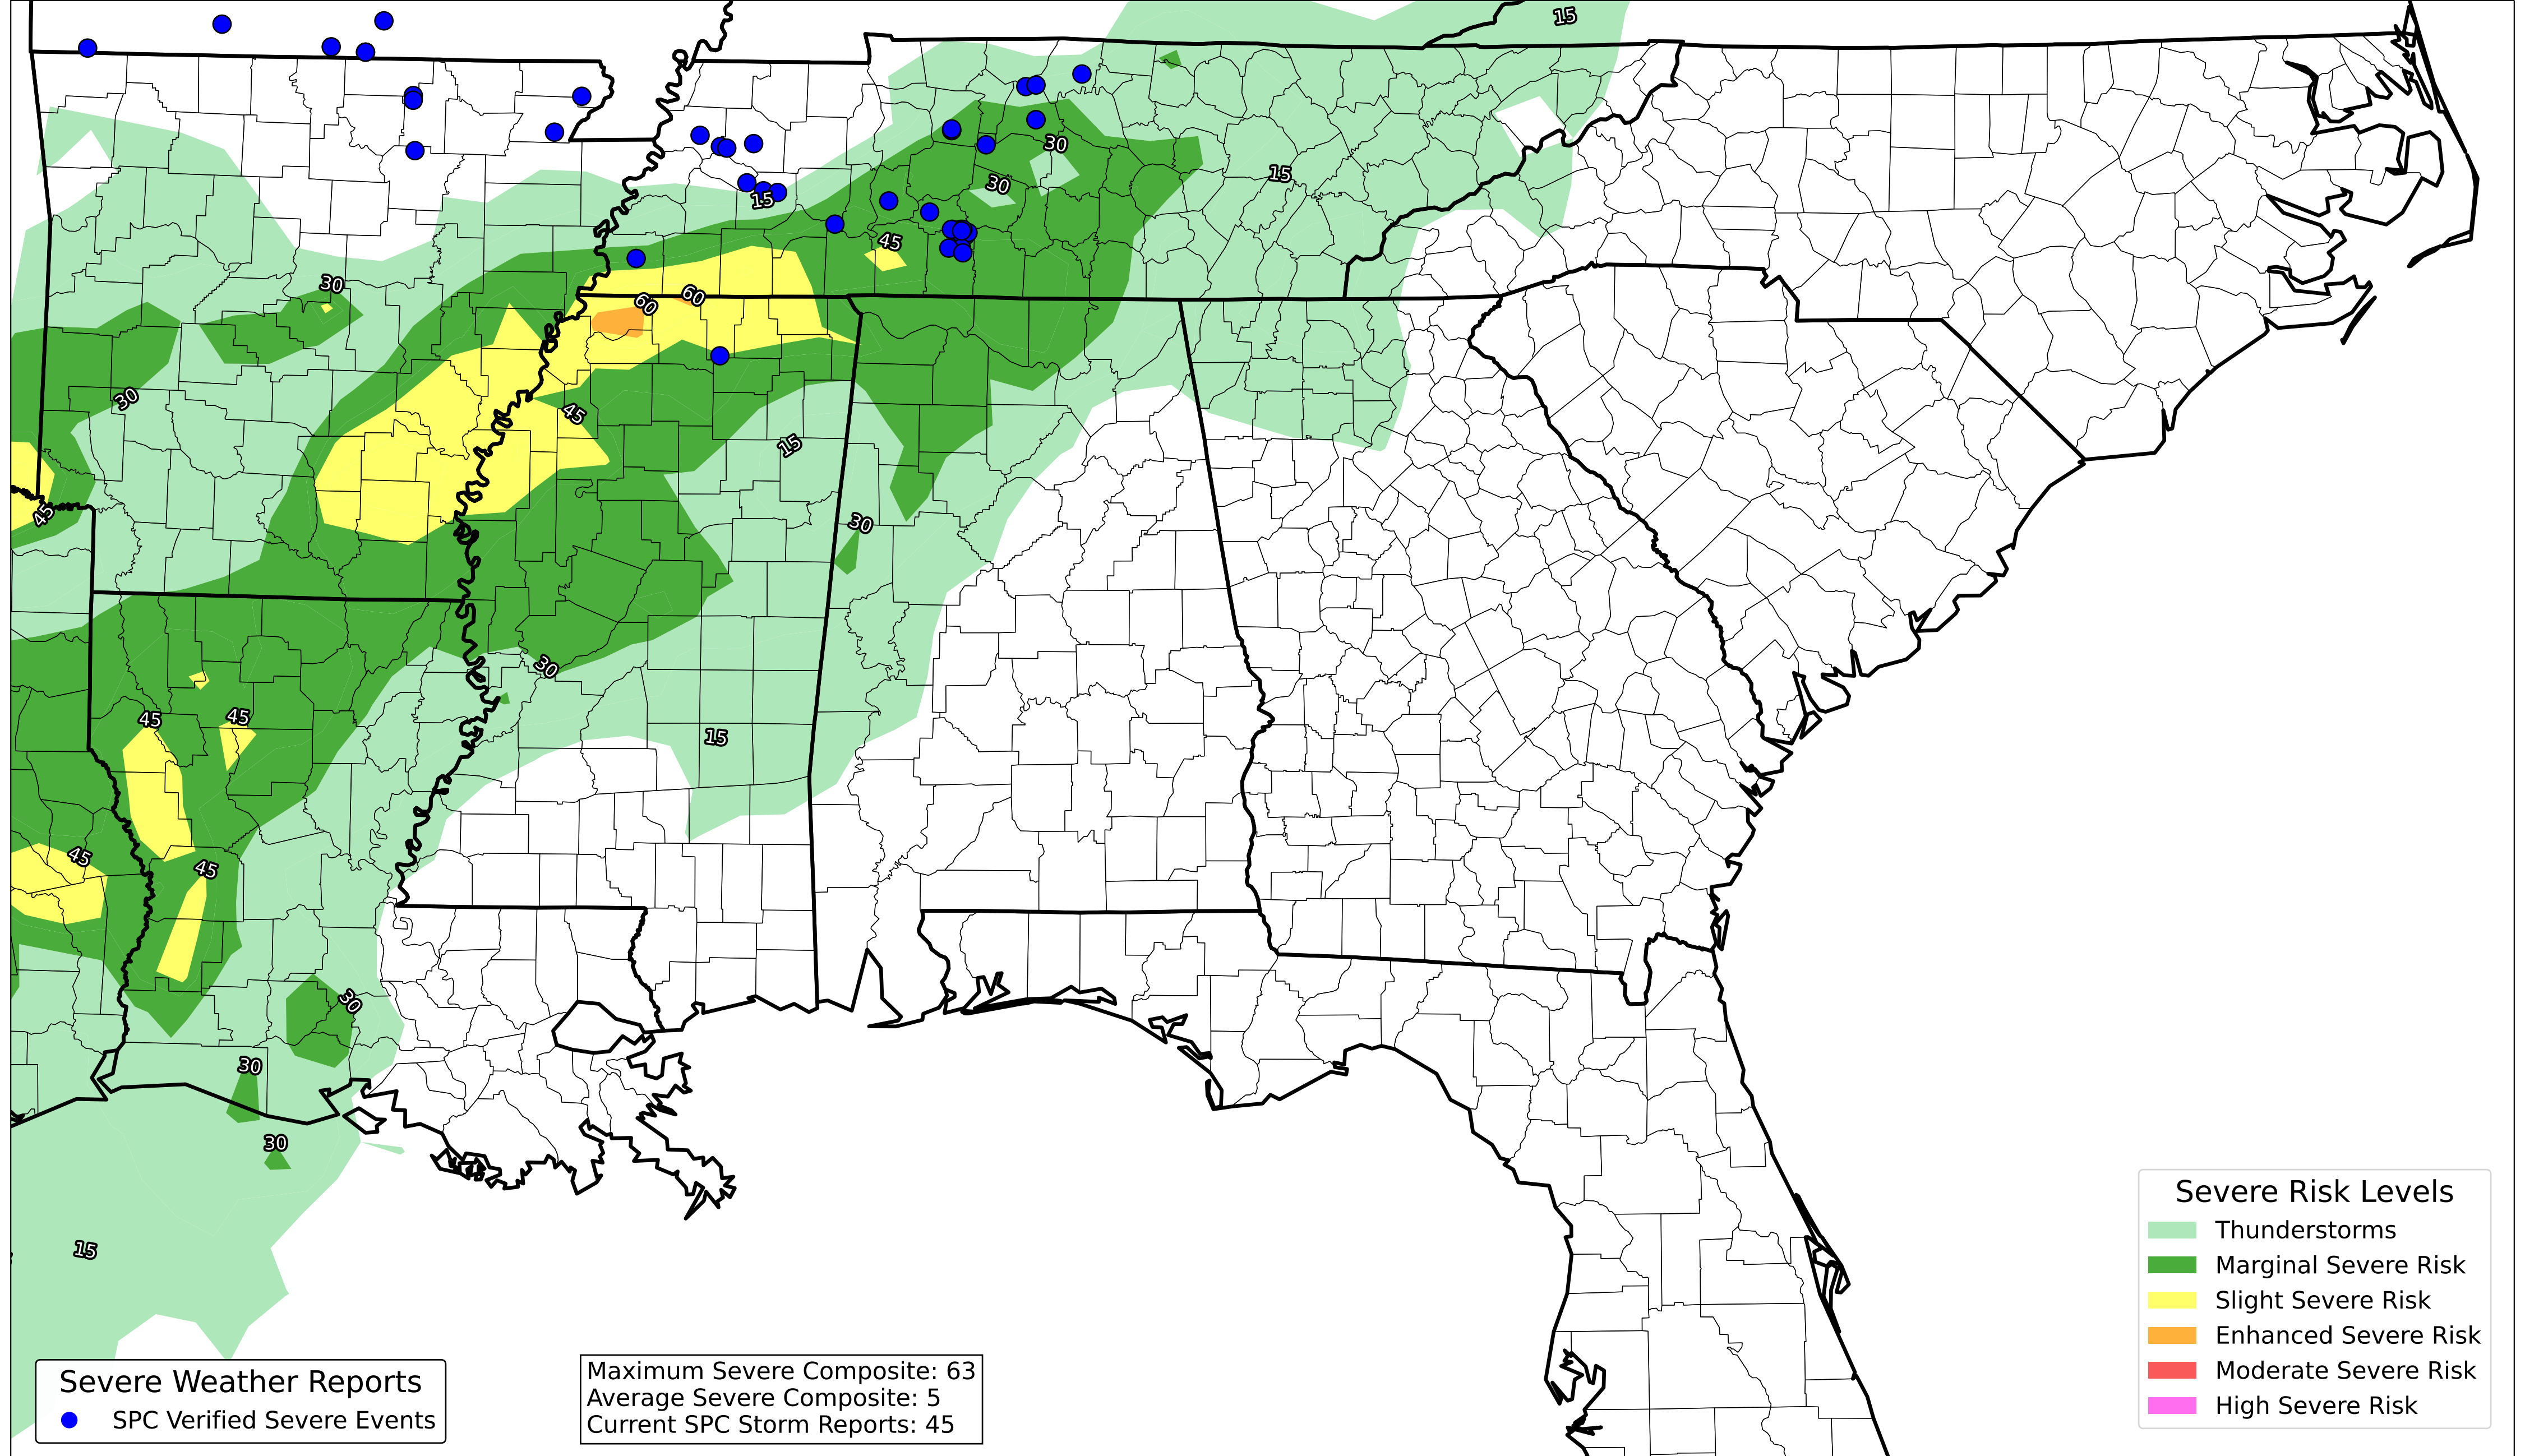 15
30
15
30
15
45
30
60
60
30
45
15
45
30
30
15
45
45
45
45
30
30
30
15
Severe Weather Reports
SPC Verified Severe Events
Maximum Severe Composite: 63
Average Severe Composite: 5
Current SPC Storm Reports: 45
Severe Risk Levels
Thunderstorms
Marginal Severe Risk
Slight Severe Risk
Enhanced Severe Risk
Moderate Severe Risk
High Severe Risk